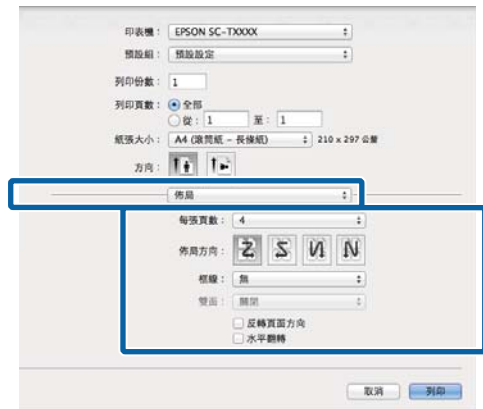 印表機： EPSON SC-TXXXX
預設組： 預設設定
列印份數： 1
列印頁數： 全部
從： 1 至： 1
紙張大小： A4 (滾筒紙 – 長條紙) 210 x 297 公釐
方向：
佈局
每張頁數： 4
佈局方向：
框線： 無
雙面： 關閉
反轉頁面方向
水平翻轉
取消 列印